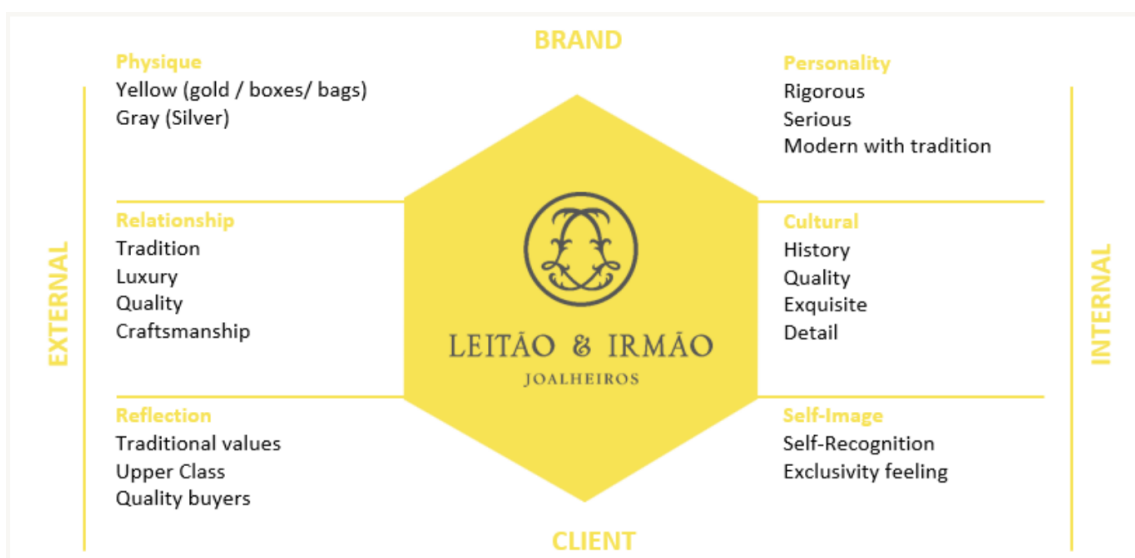 BRAND
Physique
Yellow (gold / boxes/ bags)
Gray (Silver)
Personality
Rigorous
Serious
Modern with tradition
EXTERNAL
Relationship
Tradition
Luxury
Quality
Craftsmanship
LEITÃO & IRMÃO
JOALHEIROS
Cultural
History
Quality
Exquisite
Detail
INTERNAL
Reflection
Traditional values
Upper Class
Quality buyers
Self-Image
Self-Recognition
Exclusivity feeling
CLIENT